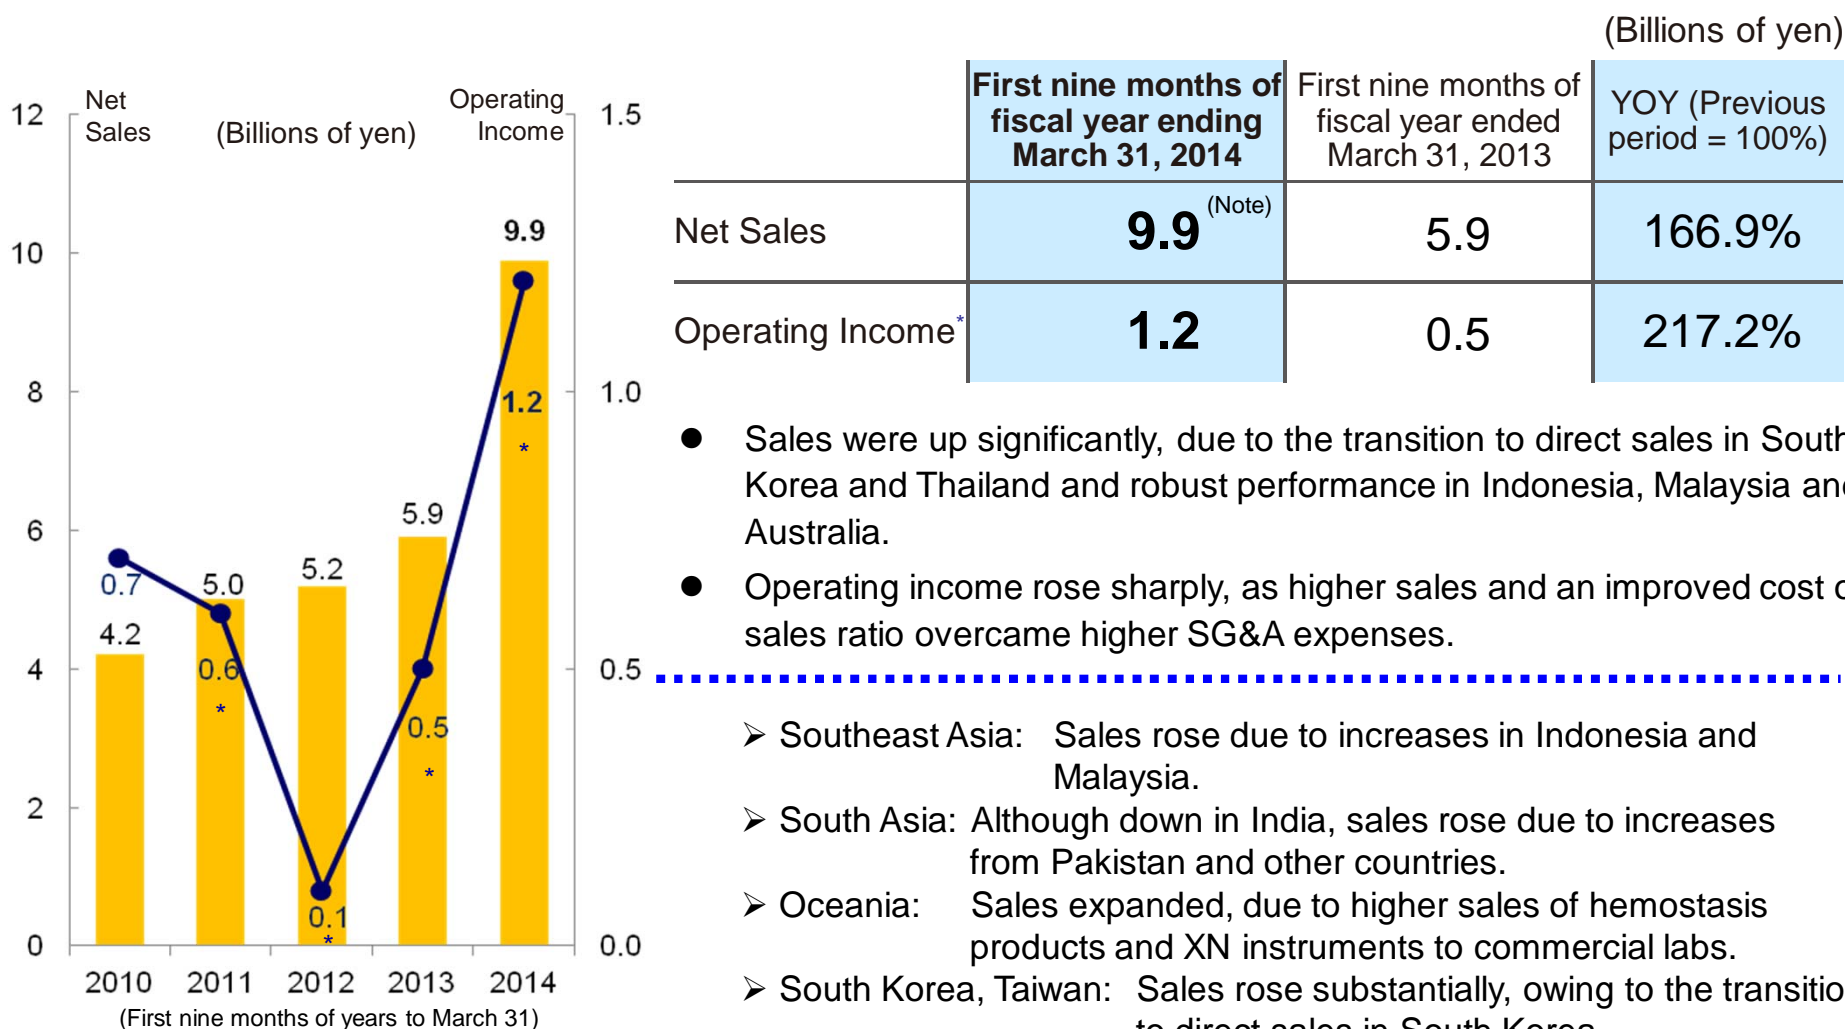 (Billions of yen)
Net Sales
(Billions of yen)
Operating Income
12
10
8
6
4
2
0
1.5
1.0
0.5
0.0
4.2
5.0
5.2
5.9
9.9
0.7
0.6
*
0.1
*
0.5
*
1.2
*
2010 2011 2012 2013 2014
(First nine months of years to March 31)
First nine months of fiscal year ending March 31, 2014
First nine months of fiscal year ended March 31, 2013
YOY (Previous period = 100%)
Net Sales 9.9 (Note) 5.9 166.9%
Operating Income* 1.2 0.5 217.2%
● Sales were up significantly, due to the transition to direct sales in South
Korea and Thailand and robust performance in Indonesia, Malaysia and
Australia.
● Operating income rose sharply, as higher sales and an improved cost
sales ratio overcame higher SG&A expenses.
➢ Southeast Asia: Sales rose due to increases in Indonesia and
Malaysia.
➢ South Asia: Although down in India, sales rose due to increases
from Pakistan and other countries.
➢ Oceania: Sales expanded, due to higher sales of hemostasis
products and XN instruments to commercial labs.
➢ South Korea, Taiwan: Sales rose substantially, owing to the transitio
to direct sales in South Korea